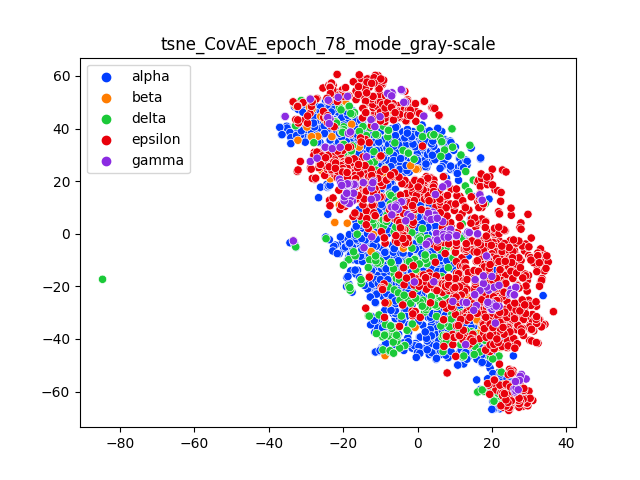 tsne_CovAE_epoch_78_mode_gray-scale
alpha
beta
delta
epsilon
gamma
60
40
20
0
−20
−40
−60
−80 −60 −40 −20 0 20 40